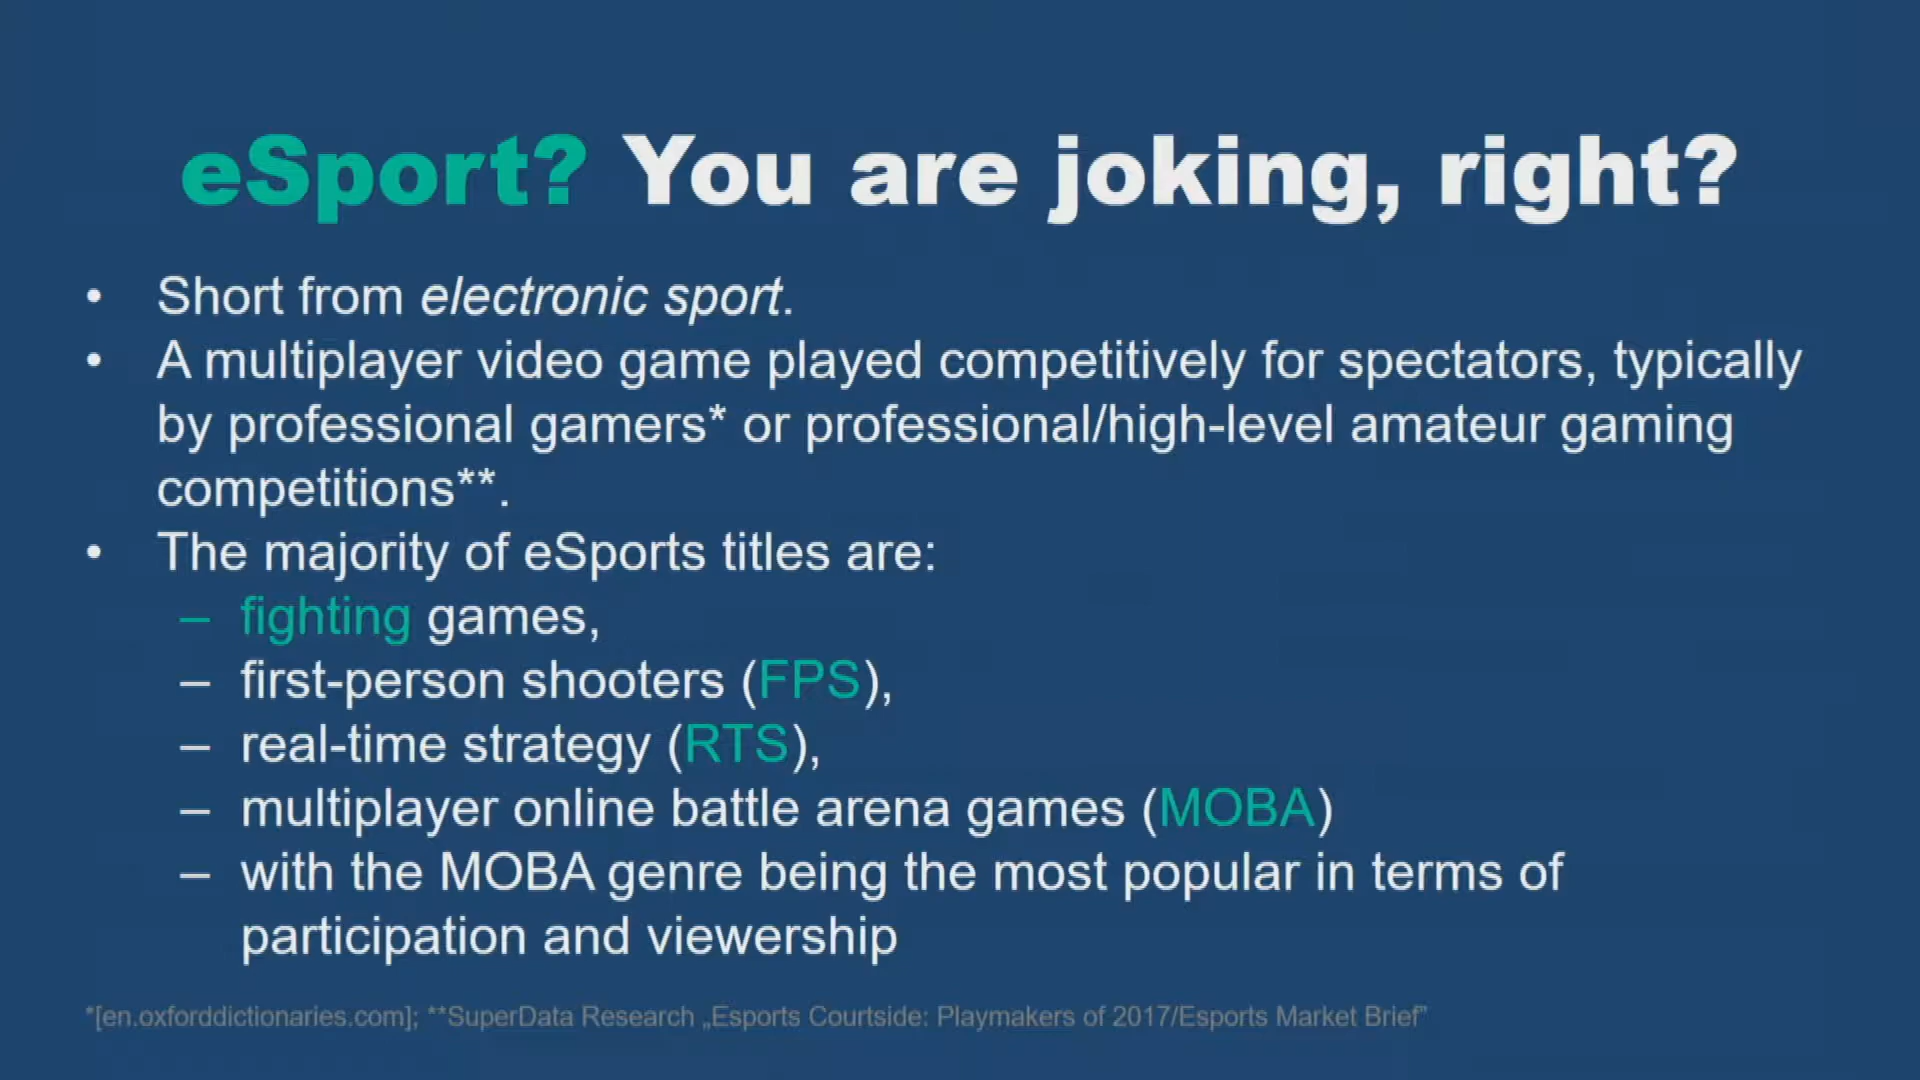 eSport? You are joking, right?
• Short from electronic sport.
• A multiplayer video game played competitively for spectators, typically
by professional gamers* or professional/high-level amateur gaming
competitions**.
• The majority of eSports titles are:
– fighting games,
– first-person shooters (FPS),
– real-time strategy (RTS),
– multiplayer online battle arena games (MOBA)
– with the MOBA genre being the most popular in terms of
participation and viewership
*[en.oxforddictionaries.com]; **SuperData Research „Esports Courtside: Playmakers of 2017/Esports Market Brief”